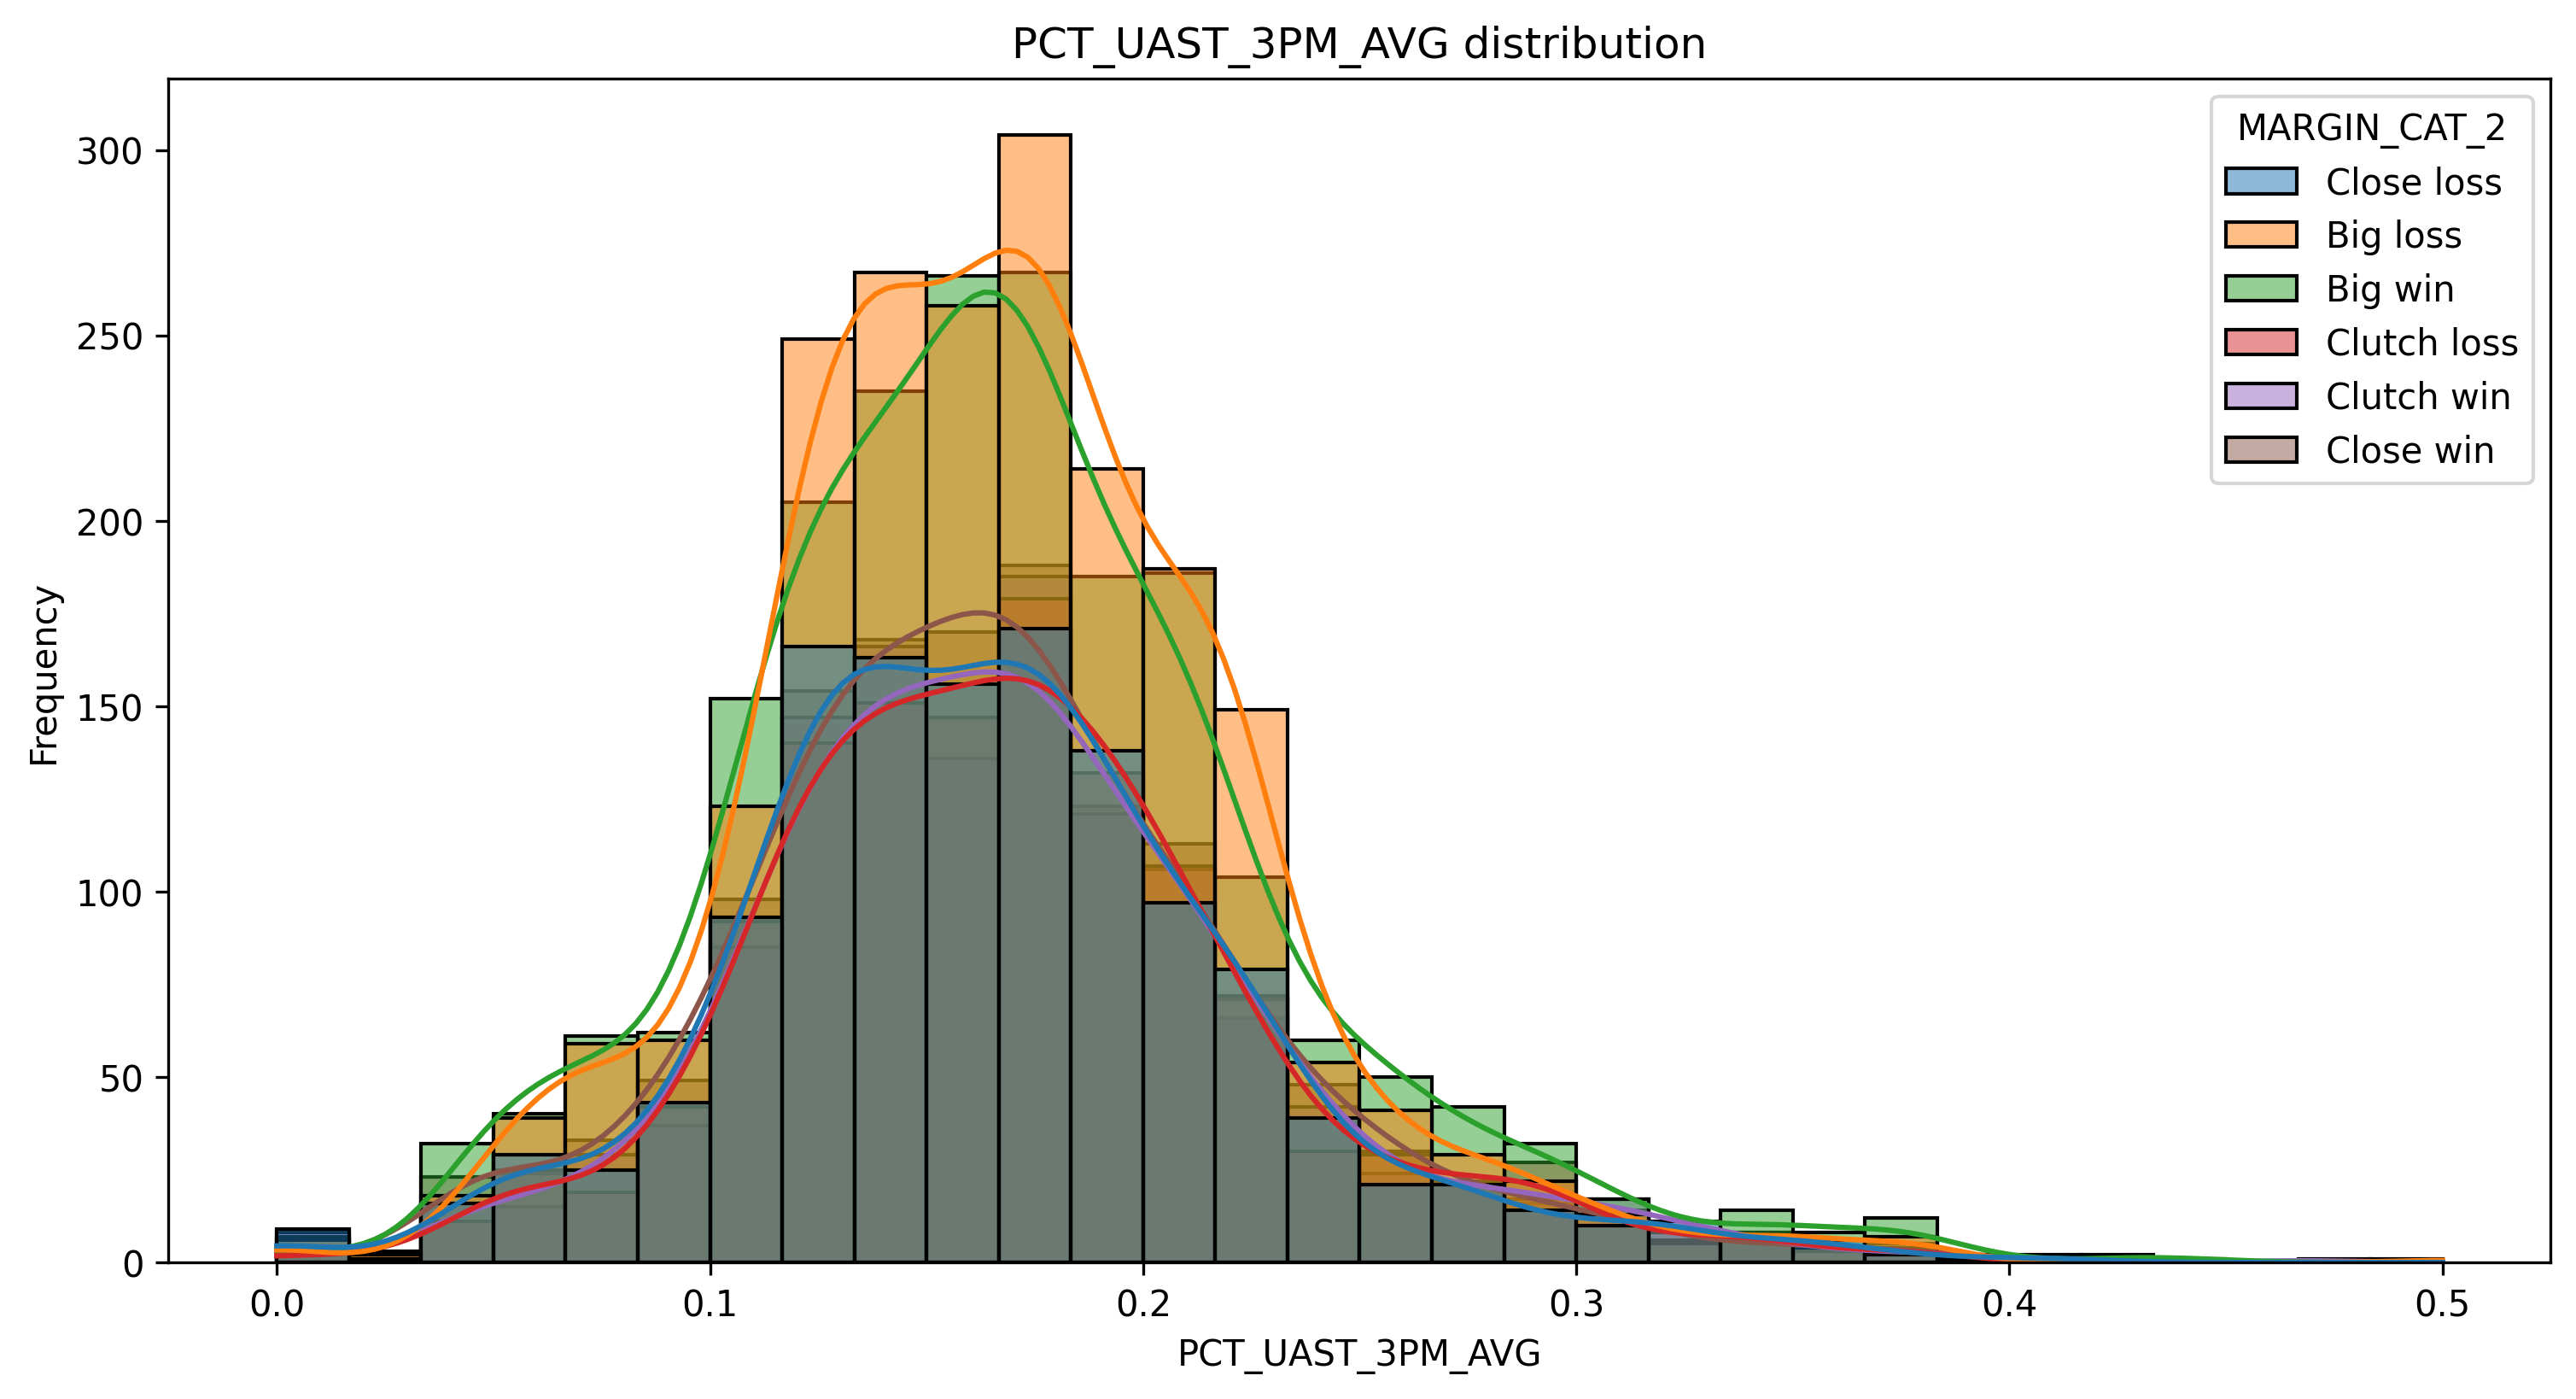 PCT_UAST_3PM_AVG distribution
MARGIN_CAT_2
Close loss
Big loss
Big win
Clutch loss
Clutch win
Close win
Frequency
300
250
200
150
100
50
0
0.0 0.1 0.2 0.3 0.4 0.5
PCT_UAST_3PM_AVG